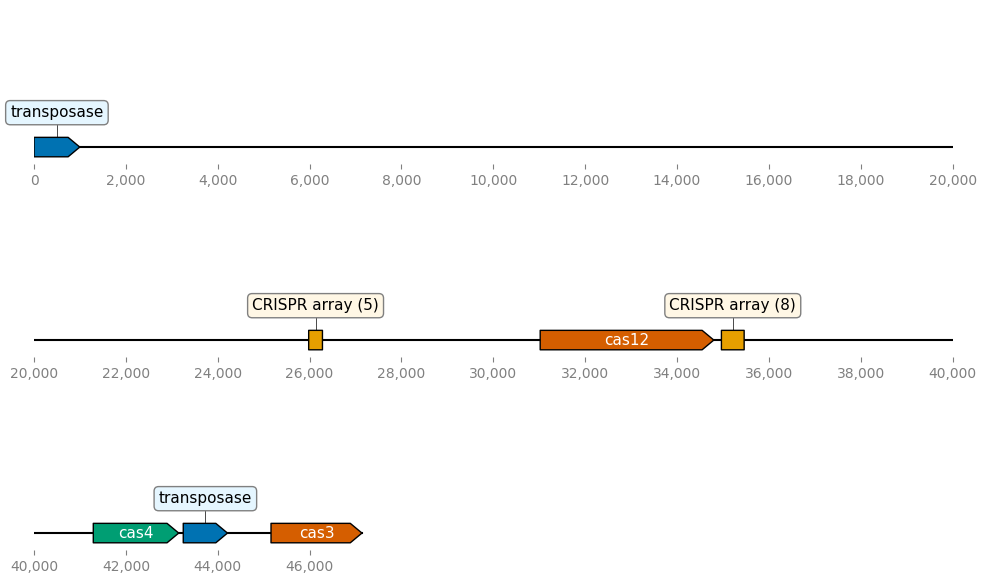 transposase
0 2,000 4,000 6,000 8,000 10,000 12,000 14,000 16,000 18,000 20,000
CRISPR array (5) CRISPR array (8)
cas12
20,000 22,000 24,000 26,000 28,000 30,000 32,000 34,000 36,000 38,000 40,000
transposase
cas4 cas3
40,000 42,000 44,000 46,000